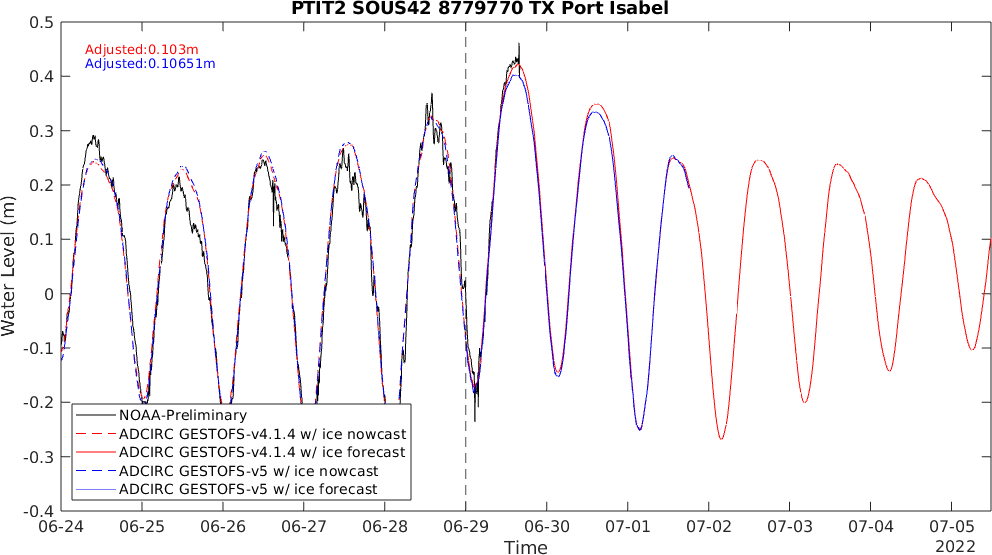 PTIT2 SOUS42 8779770 TX Port Isabel
Adjusted:0.103m
Adjusted:0.10651m
0.5
0.4
0.3
0.2
0.1
0
-0.1
-0.2
-0.3
-0.4
Water Level (m)
NOAA-Preliminary
ADCIRC GESTOFS-v4.1.4 w/ ice nowcast
ADCIRC GESTOFS-v4.1.4 w/ ice forecast
ADCIRC GESTOFS-v5 w/ ice nowcast
ADCIRC GESTOFS-v5 w/ ice forecast
06-24 06-25 06-26 06-27 06-28 06-29 06-30 07-01 07-02 07-03 07-04 07-05
Time
2022